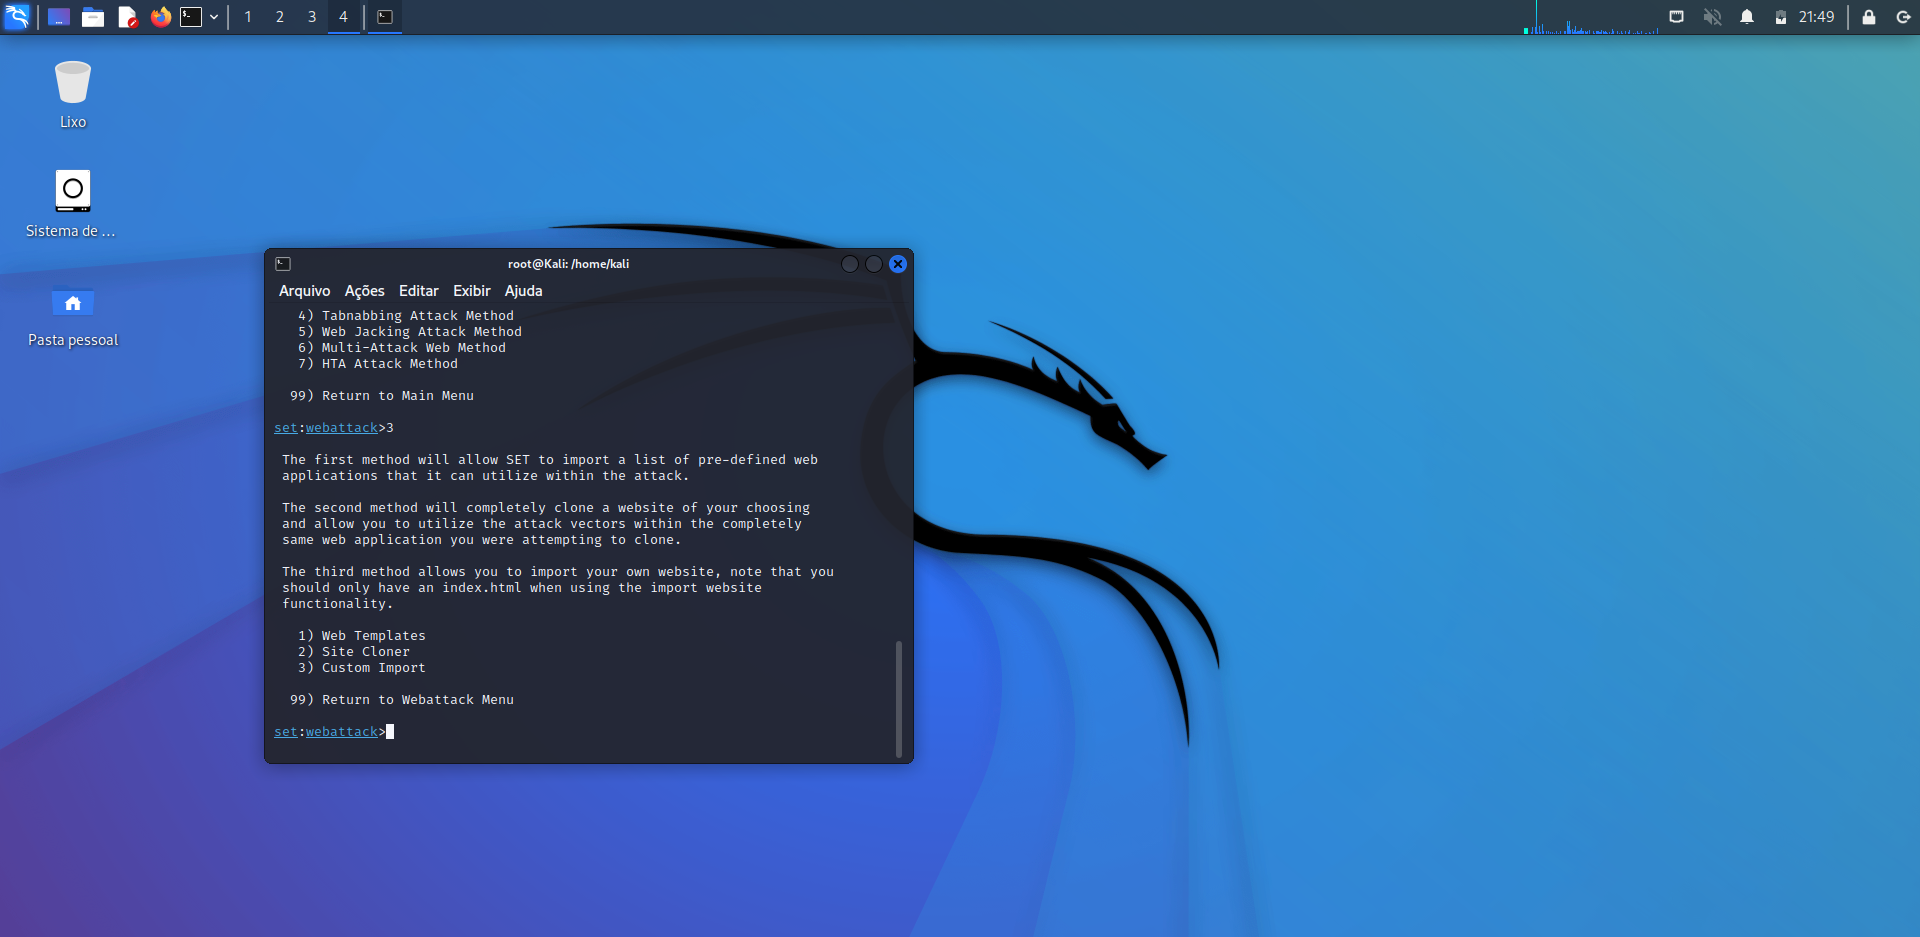 1 2 3 4
21:49
Lixo
Sistema de ...
Pasta pessoal
root@Kali: /home/kali
Arquivo Ações Editar Exibir Ajuda
4) Tabnabbing Attack Method
5) Web Jacking Attack Method
6) Multi-Attack Web Method
7) HTA Attack Method
99) Return to Main Menu
set:webattack>3
The first method will allow SET to import a list of pre-defined web
applications that it can utilize within the attack.
The second method will completely clone a website of your choosing
and allow you to utilize the attack vectors within the completely
same web application you were attempting to clone.
The third method allows you to import your own website, note that you
should only have an index.html when using the import website
functionality.
1) Web Templates
2) Site Cloner
3) Custom Import
99) Return to Webattack Menu
set:webattack>